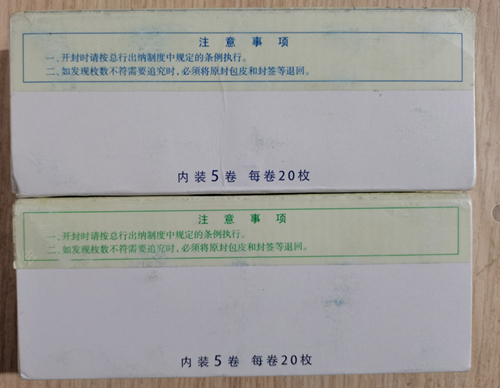 注意事项
一、开封时请按总行出纳制度中规定的条例执行。
二、如发现枚数不符需要追究时，必须将原封包皮和封签等退回。
内装5卷 每卷20枚
注意事项
一、开封时请按总行出纳制度中规定的条例执行。
二、如发现枚数不符需要追究时，必须将原封包皮和封签等退回。
内装5卷 每卷20枚